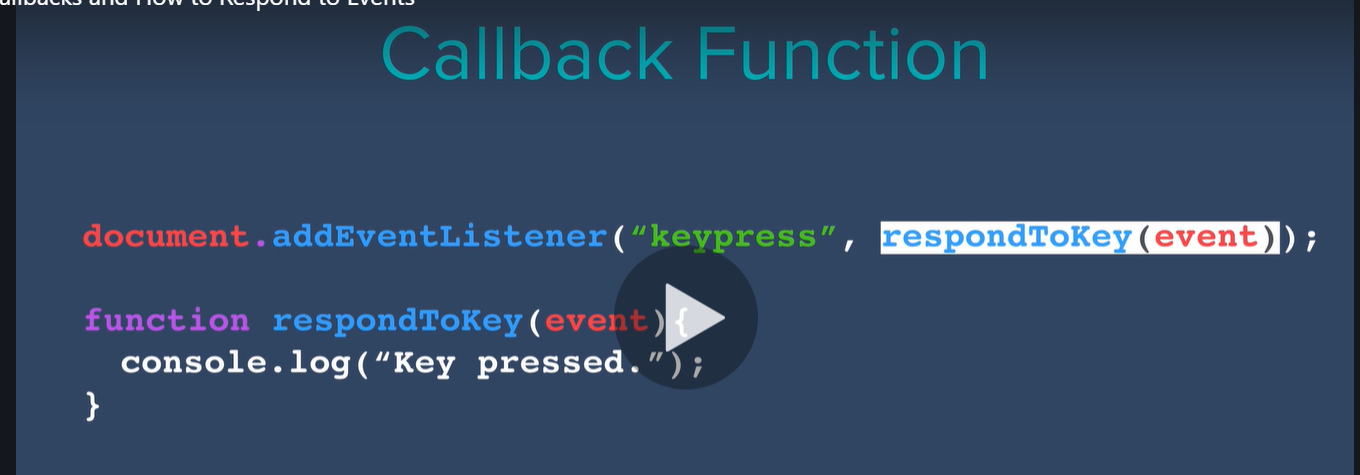 allbacks and How to Respond to Events
Callback Function
document.addEventListener(“keypress”, respondToKey(event));
function respondToKey(event){
console.log(“Key pressed.”);
}